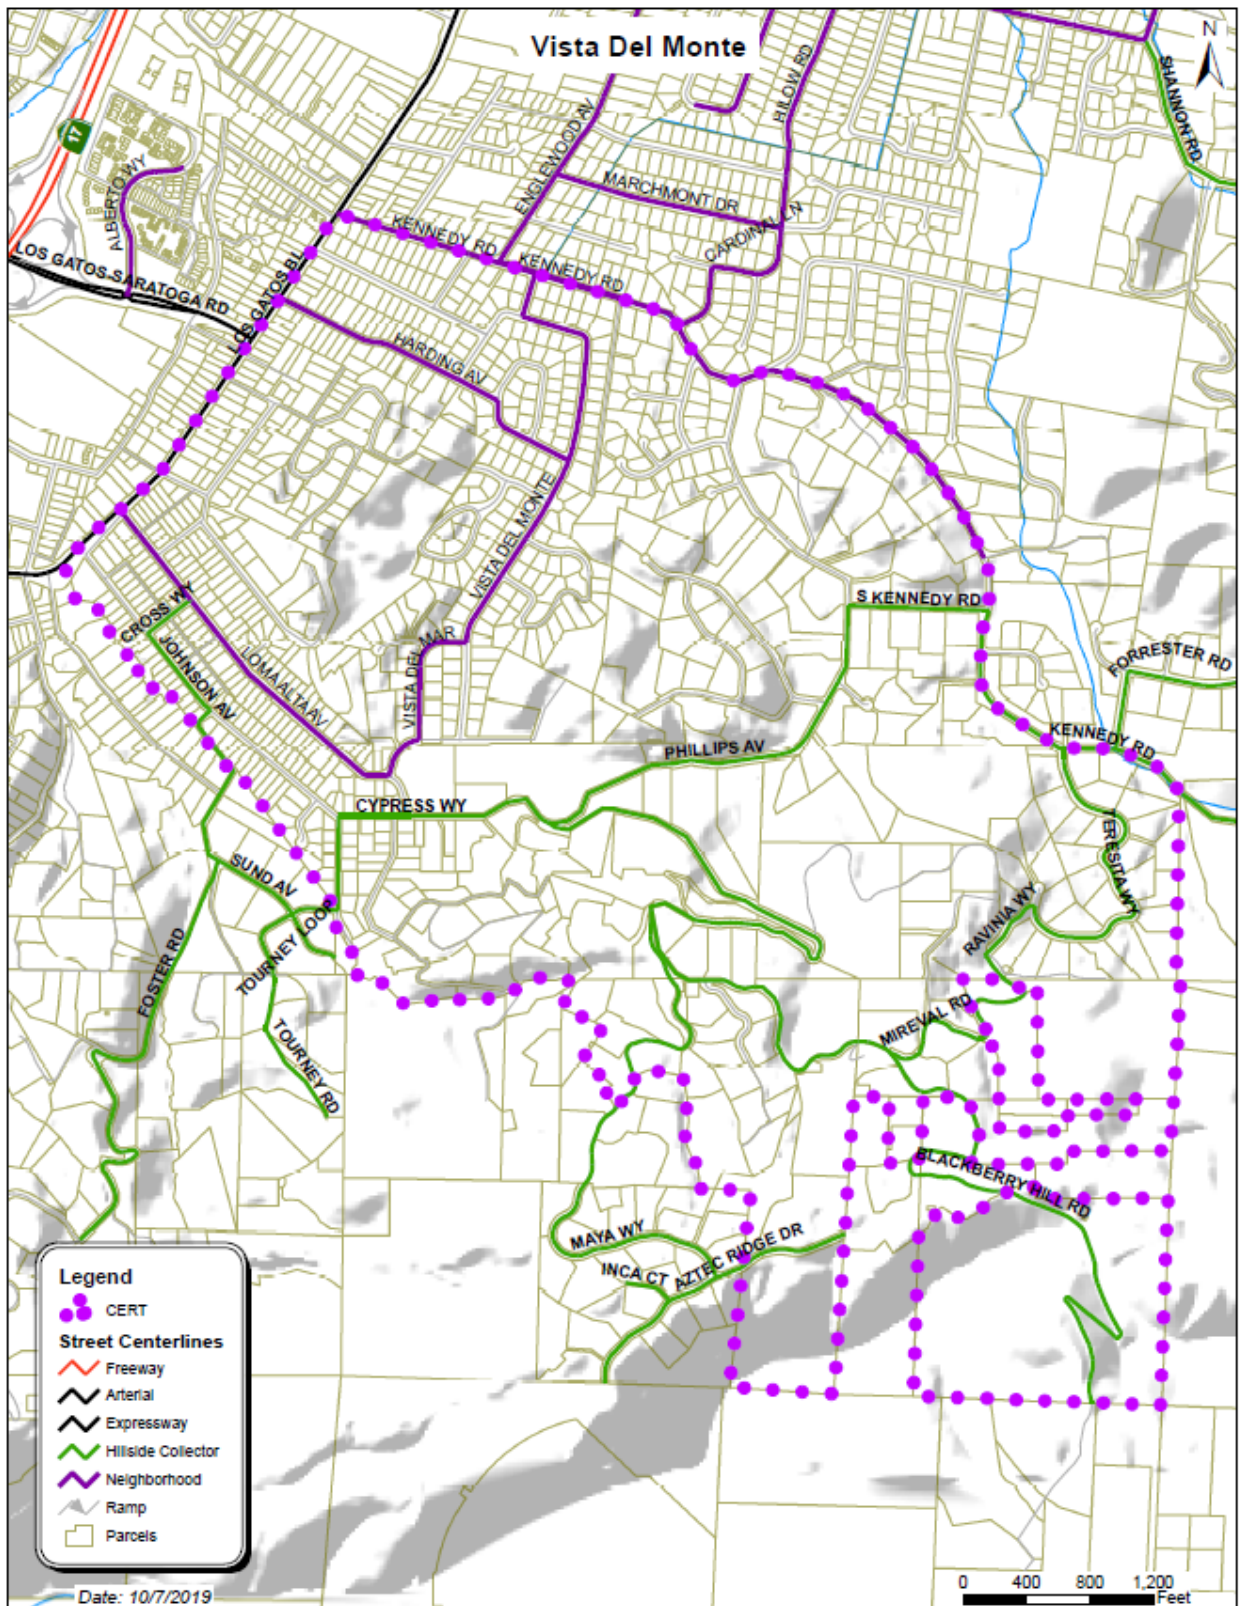 Vista Del Monte
N
17
ALBERTO WY
LOS GATOS-SARATOGA RD
LOS GATOS BL
ENGLEWOOD AV
HILOW RD
SHANNON RD
MARCHMONT DR
CARDINAL LN
KENNEDY RD
KENNEDY RD
HARDING AV
VISTA DEL MONTE
VISTA DEL MAR
CROSS WY
JOHNSON AV
LOMA ALTA AV
S KENNEDY RD
FORRESTER RD
KENNEDY RD
PHILLIPS AV
CYPRESS WY
TERESITA WY
SUND AV
TOURNEY LOOP
FOSTER RD
TOURNEY RD
RAVINIA WY
MIREVAL RD
BLACKBERRY HILL RD
MAYA WY
INCA CT
AZTEC RIDGE DR
Legend
CERT
Street Centerlines
Freeway
Arterial
Expressway
Hillside Collector
Neighborhood
Ramp
Parcels
Date: 10/7/2019
0 400 800 1,200
Feet